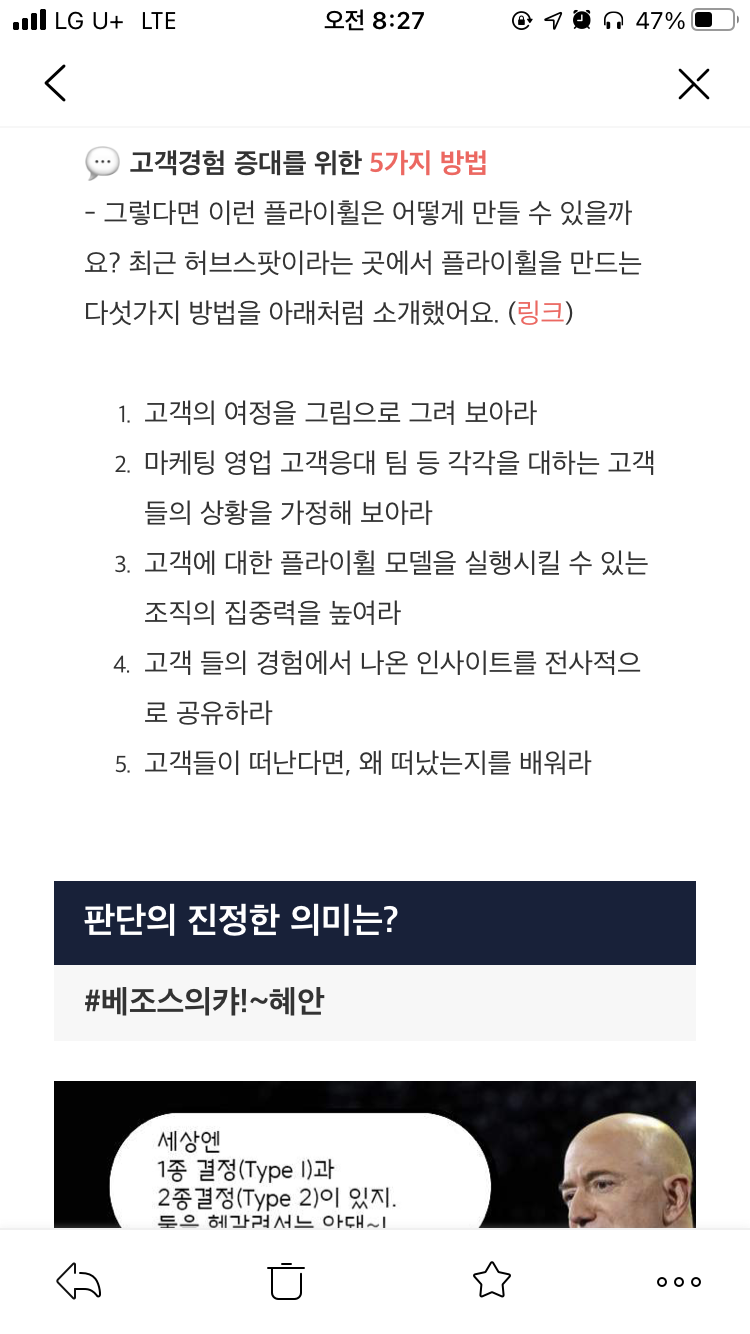 LG U+ LTE 오전 8:27 47%
고객경험 증대를 위한 5가지 방법
- 그렇다면 이런 플라이휠은 어떻게 만들 수 있을까
요? 최근 허브스팟이라는 곳에서 플라이휠을 만드는
다섯가지 방법을 아래처럼 소개했어요. (링크)
1. 고객의 여정을 그림으로 그려 보아라
2. 마케팅 영업 고객응대 팀 등 각각을 대하는 고객
들의 상황을 가정해 보아라
3. 고객에 대한 플라이휠 모델을 실행시킬 수 있는
조직의 집중력을 높여라
4. 고객 들의 경험에서 나온 인사이트를 전사적으
로 공유하라
5. 고객들이 떠난다면, 왜 떠났는지를 배워라
판단의 진정한 의미는?
#베조스의캬!~혜안
세상엔
1종 결정(Type I)과
2종결정(Type 2)이 있지.
둘을 헷갈려서는 안돼~!